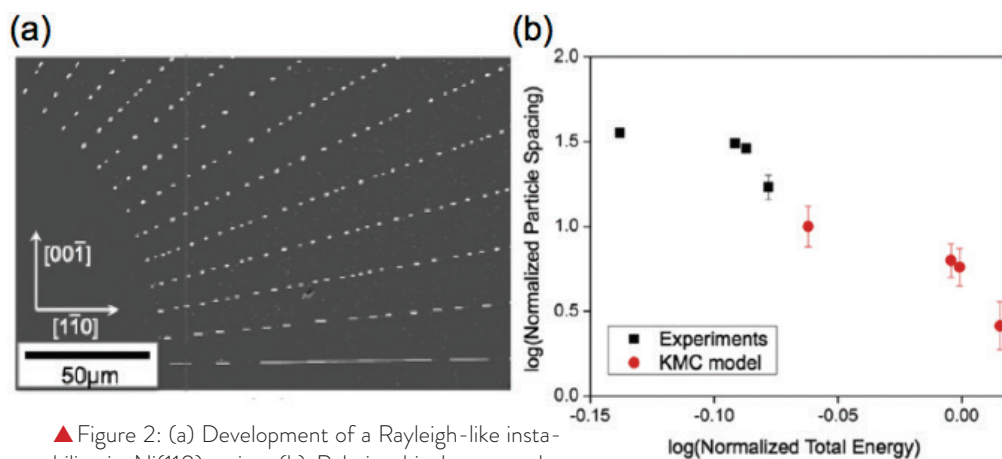 (a)
[001̄]
[11̄0]
50μm
(b)
log(Normalized Particle Spacing)
2.0
1.5
1.0
0.5
0.0
Experiments
KMC model
-0.15
-0.10
-0.05
0.00
log(Normalized Total Energy)
▲ Figure 2: (a) Development of a Rayleigh-like insta-
Ni(110) (b)